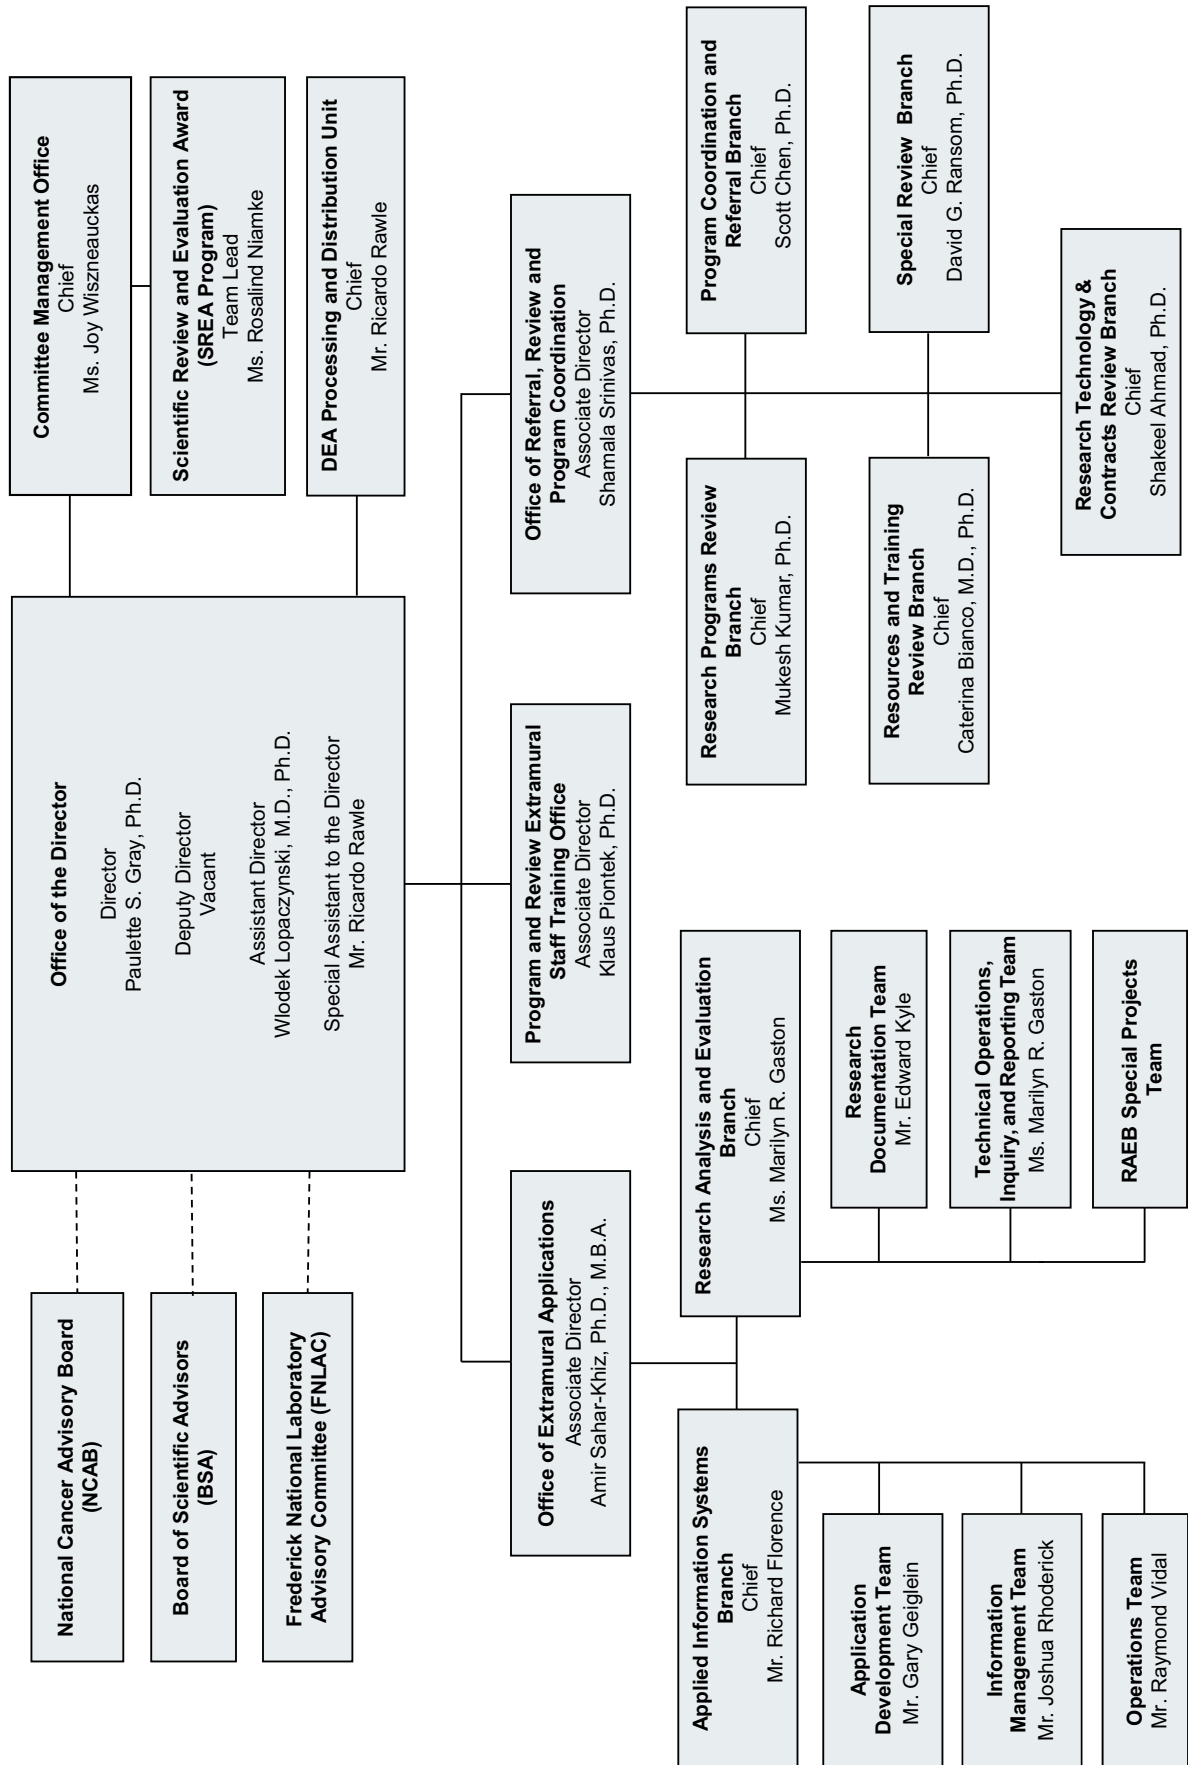 National Cancer Advisory Board
(NCAB)
Board of Scientific Advisors
(BSA)
Frederick National Laboratory
Advisory Committee (FNLAC)
Office of the Director
Director
Paulette S. Gray, Ph.D.
Deputy Director
Vacant
Assistant Director
Wlodek Lopaczynski, M.D., Ph.D.
Special Assistant to the Director
Mr. Ricardo Rawle
Committee Management Office
Chief
Ms. Joy Wiszneauckas
Scientific Review and Evaluation Award
(SREA Program)
Team Lead
Ms. Rosalind Niamke
DEA Processing and Distribution Unit
Chief
Mr. Ricardo Rawle
Office of Extramural Applications
Associate Director
Amir Sahar-Khiz, Ph.D., M.B.A.
Program and Review Extramural
Staff Training Office
Associate Director
Klaus Piontek, Ph.D.
Office of Referral, Review and
Program Coordination
Associate Director
Shamala Srinivas, Ph.D.
Applied Information Systems
Branch
Chief
Mr. Richard Florence
Application
Development Team
Mr. Gary Geiglein
Information
Management Team
Mr. Joshua Rhoderick
Operations Team
Mr. Raymond Vidal
Research Analysis and Evaluation
Branch
Chief
Ms. Marilyn R. Gaston
Research
Documentation Team
Mr. Edward Kyle
Technical Operations,
Inquiry, and Reporting Team
Ms. Marilyn R. Gaston
RAEB Special Projects
Team
Research Programs Review
Branch
Chief
Mukesh Kumar, Ph.D.
Program Coordination and
Referral Branch
Chief
Scott Chen, Ph.D.
Resources and Training
Review Branch
Chief
Caterina Bianco, M.D., Ph.D.
Special Review Branch
Chief
David G. Ransom, Ph.D.
Research Technology &
Contracts Review Branch
Chief
Shakeel Ahmad, Ph.D.